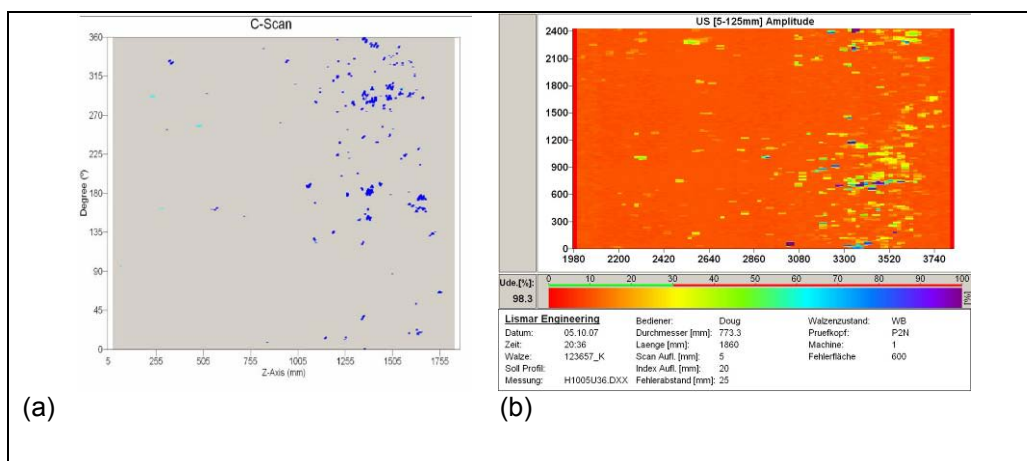 C-Scan
360
315
270
225
180
135
90
45
0
Degree (º)
5 255 505 755 1005 1255 1505 1755
Z-Axis (mm)
(a)
US [5-125mm] Amplitude
2400
2100
1800
1500
1200
900
600
300
0
1980 2200 2420 2640 2860 3080 3300 3520 3740
Ude.[%]: 0 10 20 30 40 50 60 70 80 90 100
98.3 [%]
Lismar Engineering Bediener: Doug Walzenzustand: WB
Datum: 05.10.07 Durchmesser [mm]: 773.3 Pruefkopf: P2N
Zeit: 20:36 Laenge [mm]: 1860 Machine: 1
Walze: 123657_K Scan Aufl. [mm]: 5 Fehlerfläche 600
Soll Profil: Index Aufl. [mm]: 20
Messung: H1005U36.DXX Fehlerabstand [mm]: 25
(b)